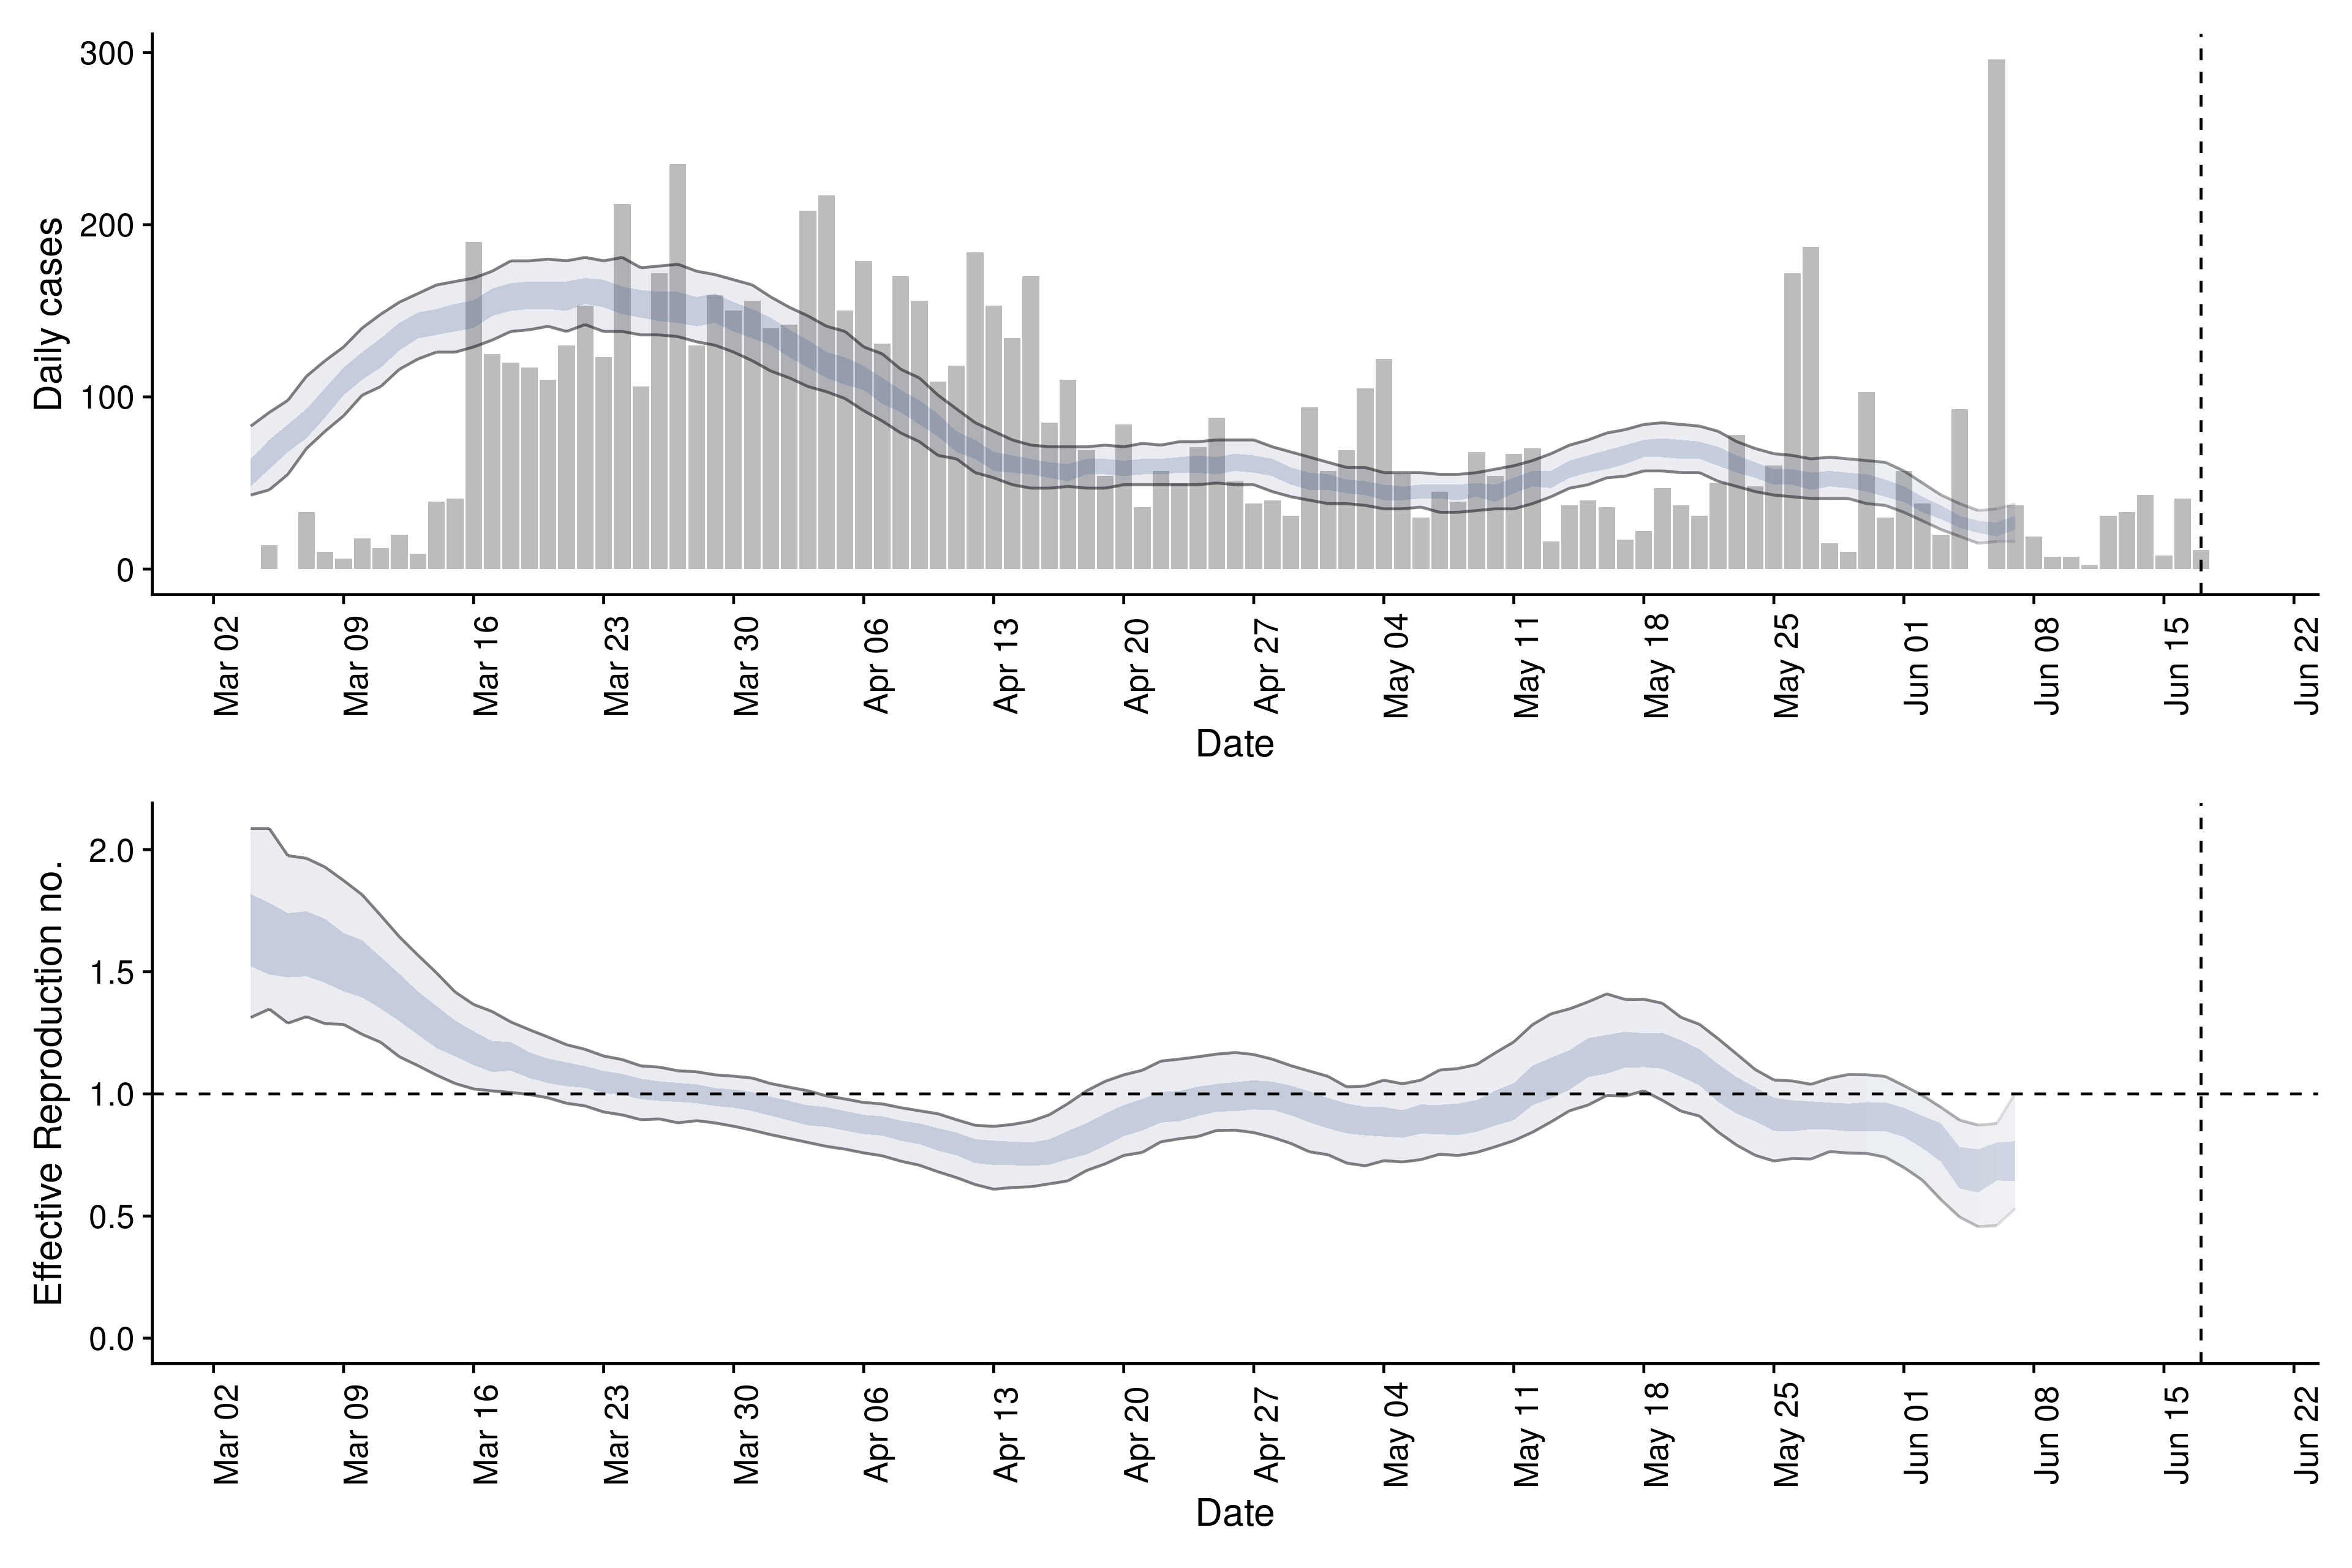 Daily cases
300
200
100
0
Mar 02
Mar 09
Mar 16
Mar 23
Mar 30
Apr 06
Apr 13
Apr 20
Apr 27
May 04
May 11
May 18
May 25
Jun 01
Jun 08
Jun 15
Jun 22
Date
Effective Reproduction no.
2.0
1.5
1.0
0.5
0.0
Mar 02
Mar 09
Mar 16
Mar 23
Mar 30
Apr 06
Apr 13
Apr 20
Apr 27
May 04
May 11
May 18
May 25
Jun 01
Jun 08
Jun 15
Jun 22
Date